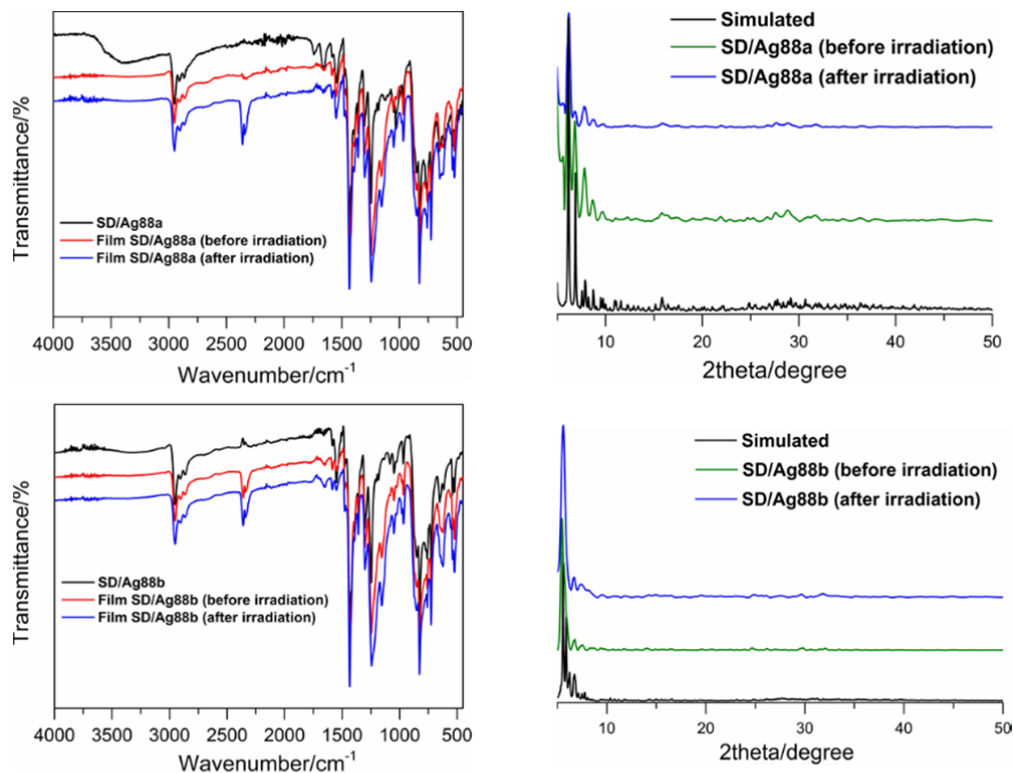 Transmittance/%
SD/Ag88a
Film SD/Ag88a (before irradiation)
Film SD/Ag88a (after irradiation)
4000 3500 3000 2500 2000 1500 1000 500
Wavenumber/cm⁻¹
Simulated
SD/Ag88a (before irradiation)
SD/Ag88a (after irradiation)
10 20 30 40 50
2theta/degree
Transmittance/%
SD/Ag88b
Film SD/Ag88b (before irradiation)
Film SD/Ag88b (after irradiation)
4000 3500 3000 2500 2000 1500 1000 500
Wavenumber/cm⁻¹
Simulated
SD/Ag88b (before irradiation)
SD/Ag88b (after irradiation)
10 20 30 40 50
2theta/degree